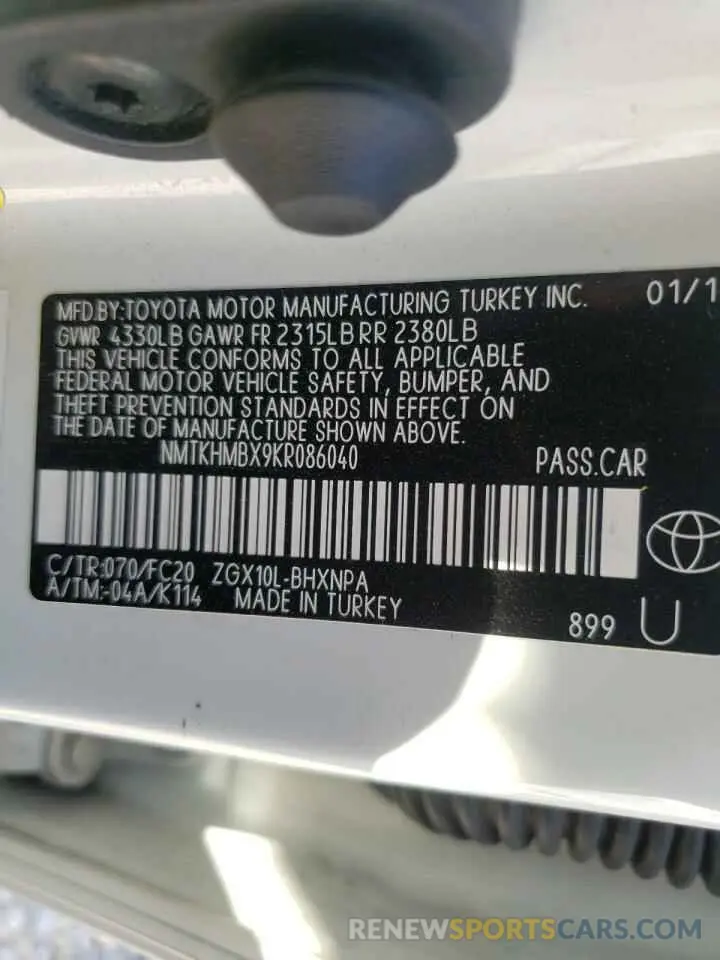 MFD.BY:TOYOTA MOTOR MANUFACTURING TURKEY INC. 01/1
GVWR 4330LB GAWR FR 2315LB RR 2380LB
THIS VEHICLE CONFORMS TO ALL APPLICABLE
FEDERAL MOTOR VEHICLE SAFETY, BUMPER, AND
THEFT PREVENTION STANDARDS IN EFFECT ON
THE DATE OF MANUFACTURE SHOWN ABOVE.
NMTKHMBX9KR086040 PASS.CAR
C/TR:070/FC20 ZGX10L-BHXNPA
A/TM:-04A/K114 MADE IN TURKEY 899 U
RENEWSPORTSCARS.COM